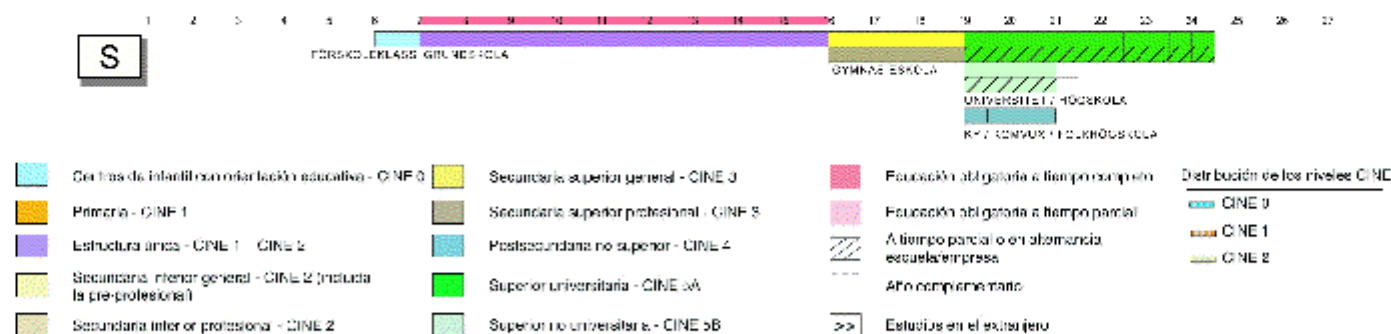 1 2 3 4 5 6 7 8 9 10 11 12 13 14 15 16 17 18 19 20 21 22 23 24 25 26 27
S
FÖRSKOLEKLASS GRUNDSKOLA
GYMNASIESKOLA
UNIVERSITET / HÖGSKOLA
KY / KOMVUX / FOLKHÖGSKOLA
Centros de infantil con orientación educativa - CINE 0
Primaria - CINE 1
Estructura única - CINE 1 CINE 2
Secundaria inferior general - CINE 2 (incluida
la pre-profesional)
Secundaria inferior profesional - CINE 2
Secundaria superior general - CINE 3
Secundaria superior profesional - CINE 3
Postsecundaria no superior - CINE 4
Superior universitaria - CINE 5A
Superior no universitaria - CINE 5B
Educación obligatoria a tiempo completo
Educación obligatoria a tiempo parcial
A tiempo parcial o en alternancia
escuela/empresa
Año complementario
>> Estudios en el extranjero
Distribución de los niveles CINE
CINE 0
CINE 1
CINE 2